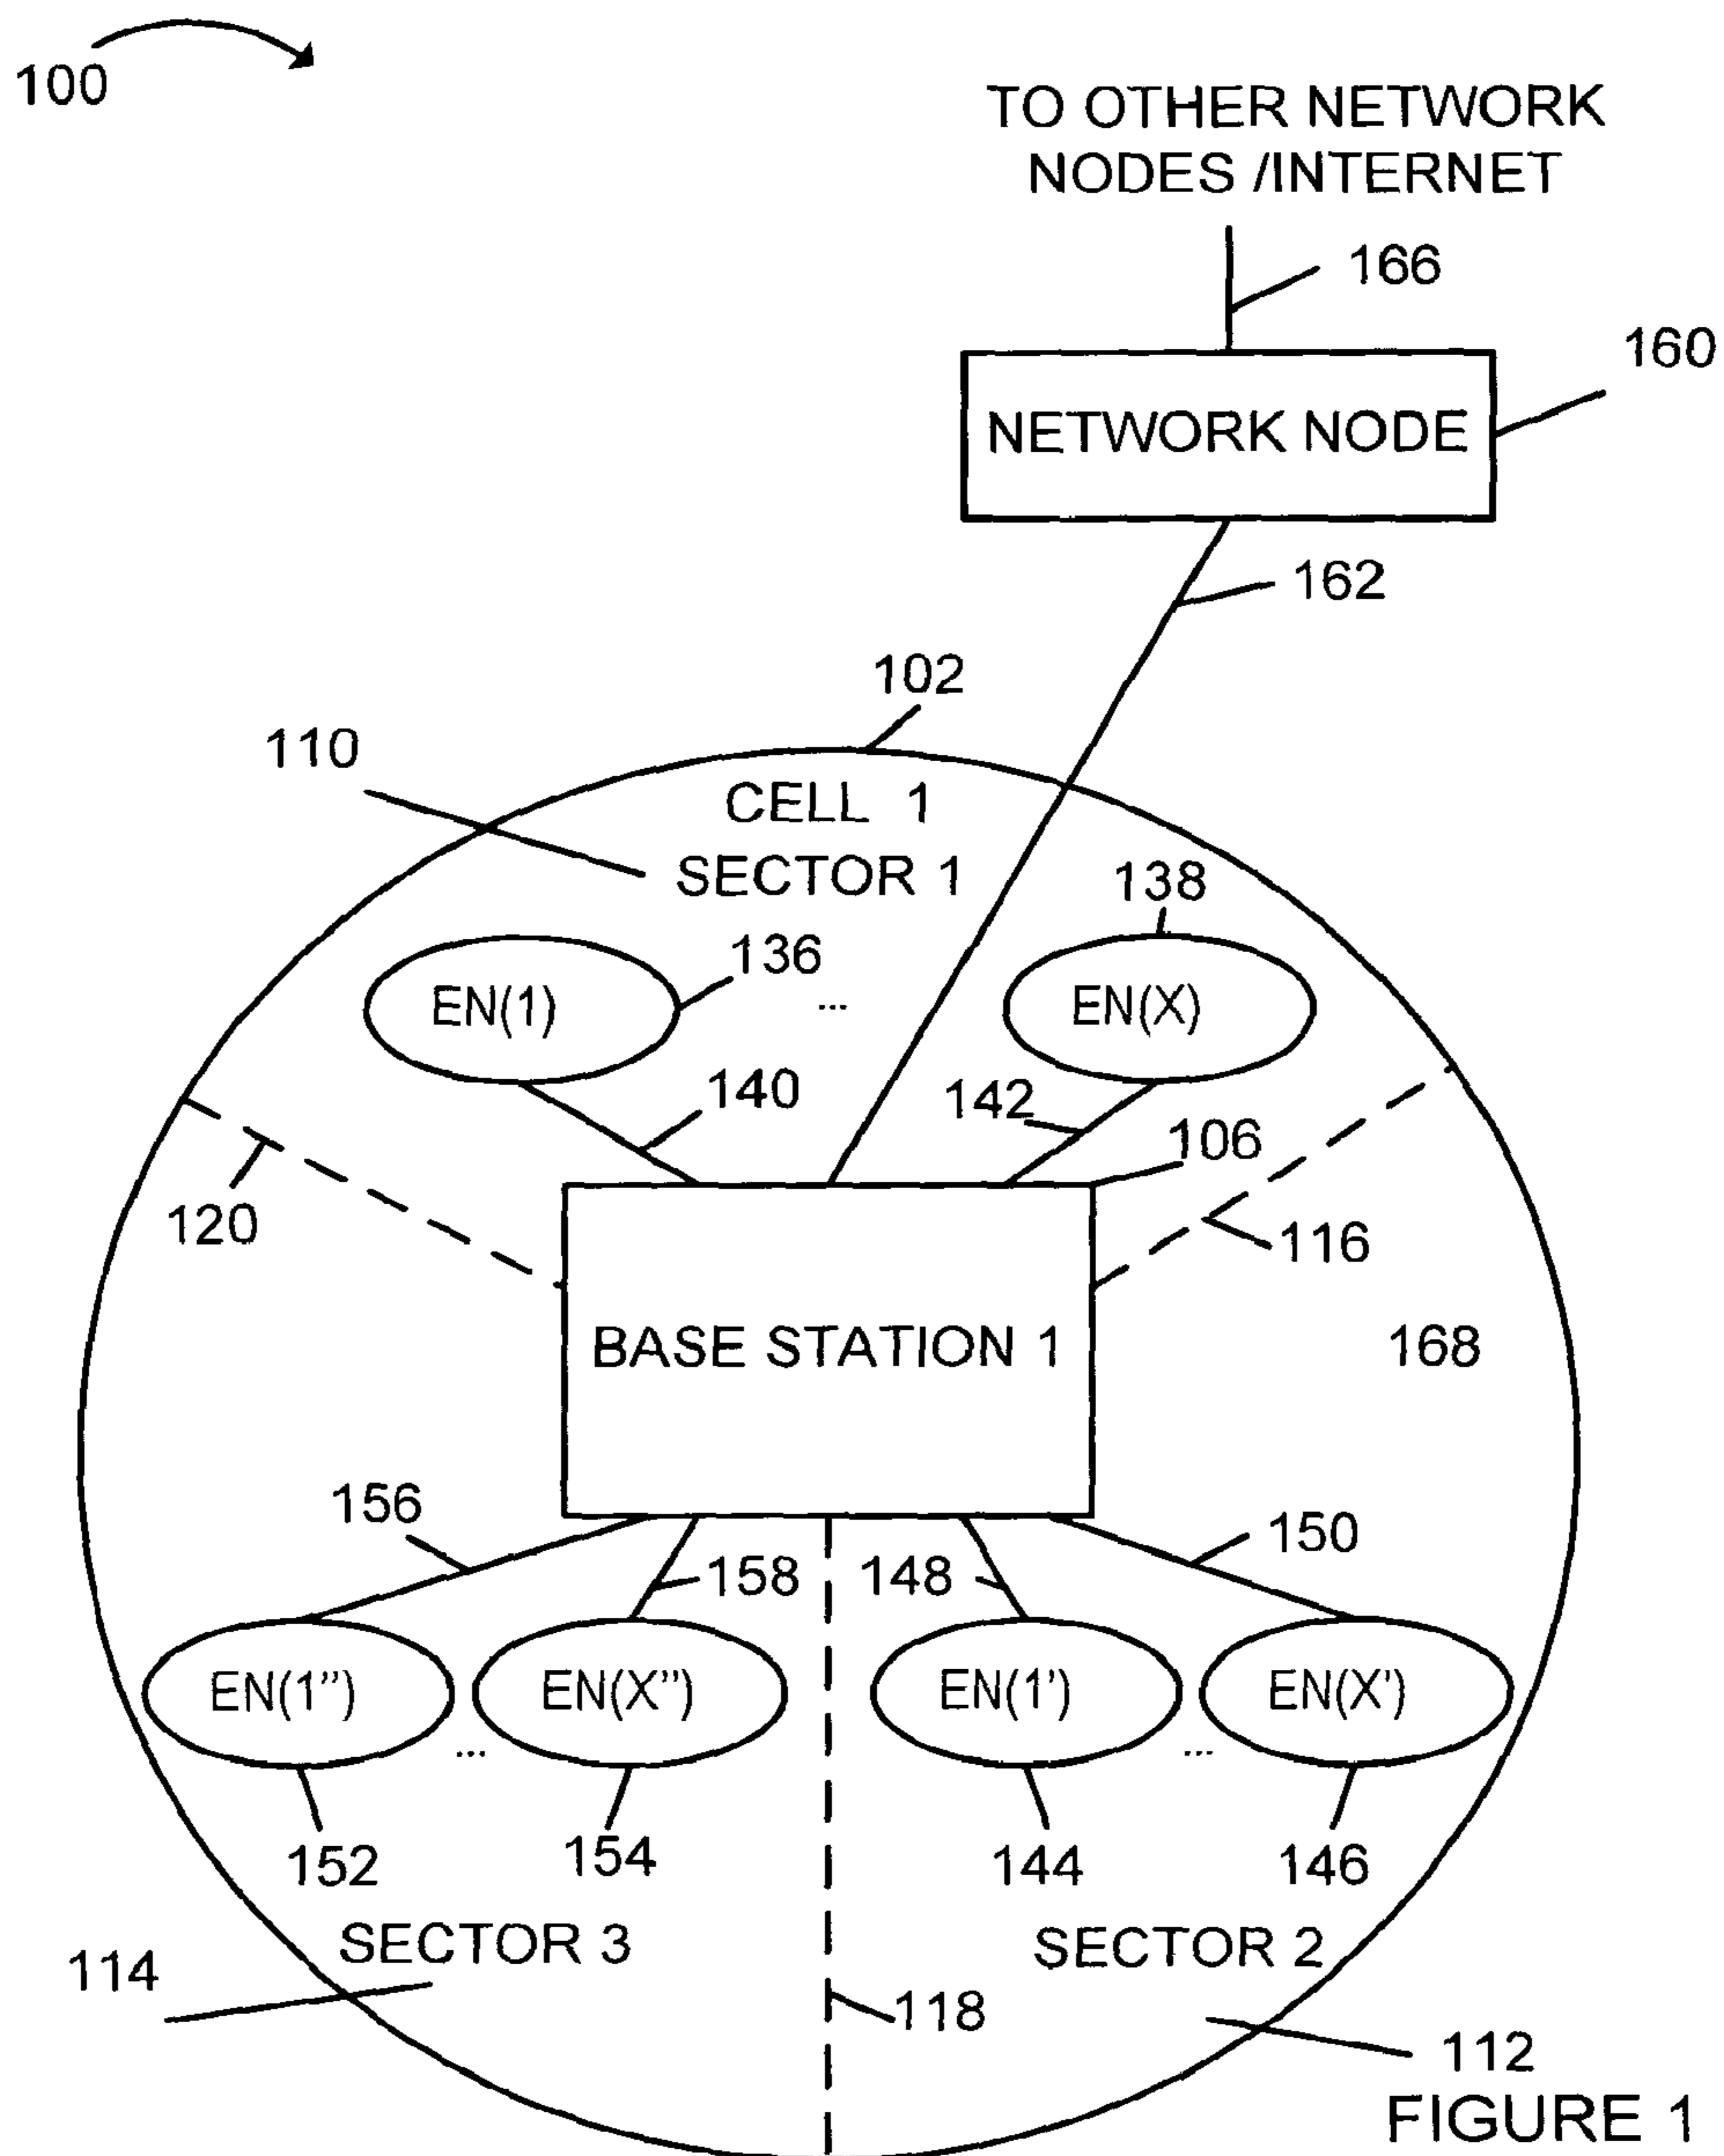 100
TO OTHER NETWORK
NODES /INTERNET
166
160
NETWORK NODE
162
102
110
CELL 1
SECTOR 1
138
136
EN(1)
...
EN(X)
140
142
106
120
116
BASE STATION 1
168
156
150
158
148
EN(1”)
...
EN(X”)
EN(1’)
...
EN(X’)
152
154
144
146
SECTOR 3
SECTOR 2
114
118
112
FIGURE 1